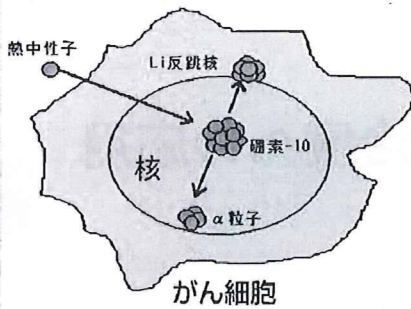 熱中性子
Li反跳核
硼素-10
核
α粒子
がん細胞